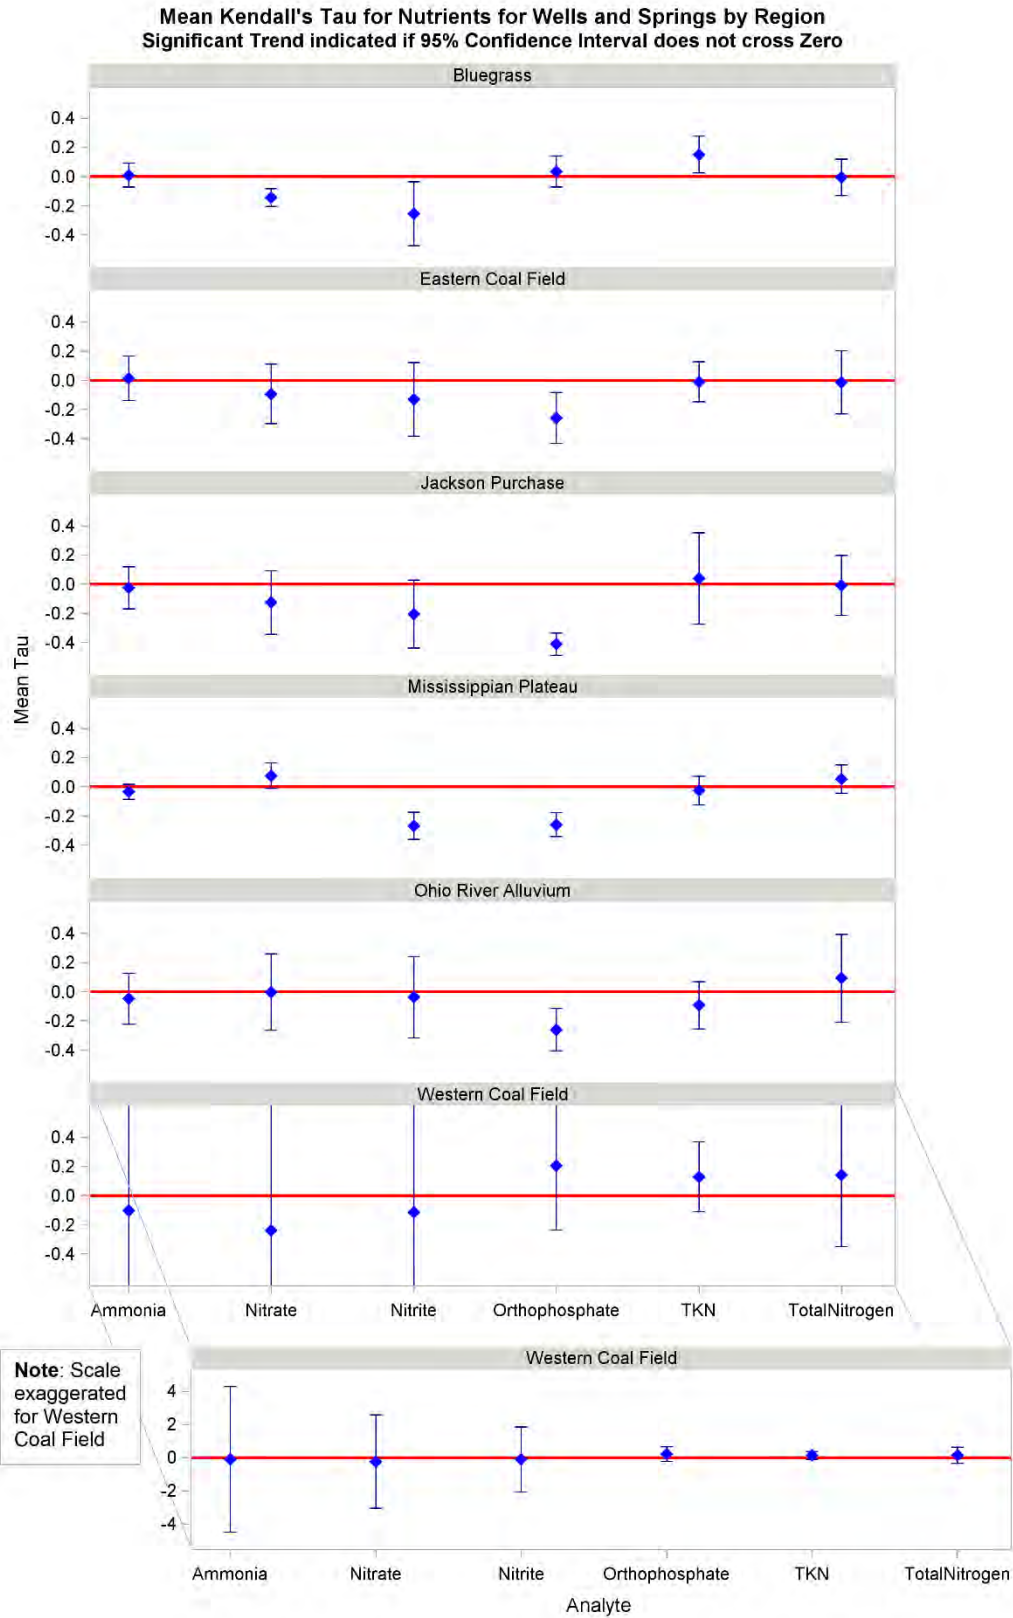 Mean Kendall's Tau for Nutrients for Wells and Springs by Region
Significant Trend indicated if 95% Confidence Interval does not cross Zero
Bluegrass
0.4
0.2
0.0
-0.2
-0.4
Eastern Coal Field
0.4
0.2
0.0
-0.2
-0.4
Jackson Purchase
0.4
0.2
0.0
-0.2
-0.4
Mean Tau
Mississippian Plateau
0.4
0.2
0.0
-0.2
-0.4
Ohio River Alluvium
0.4
0.2
0.0
-0.2
-0.4
Western Coal Field
0.4
0.2
0.0
-0.2
-0.4
Ammonia Nitrate Nitrite Orthophosphate TKN TotalNitrogen
Note: Scale
exaggerated
for Western
Coal Field
Western Coal Field
4
2
0
-2
-4
Ammonia Nitrate Nitrite Orthophosphate TKN TotalNitrogen
Analyte